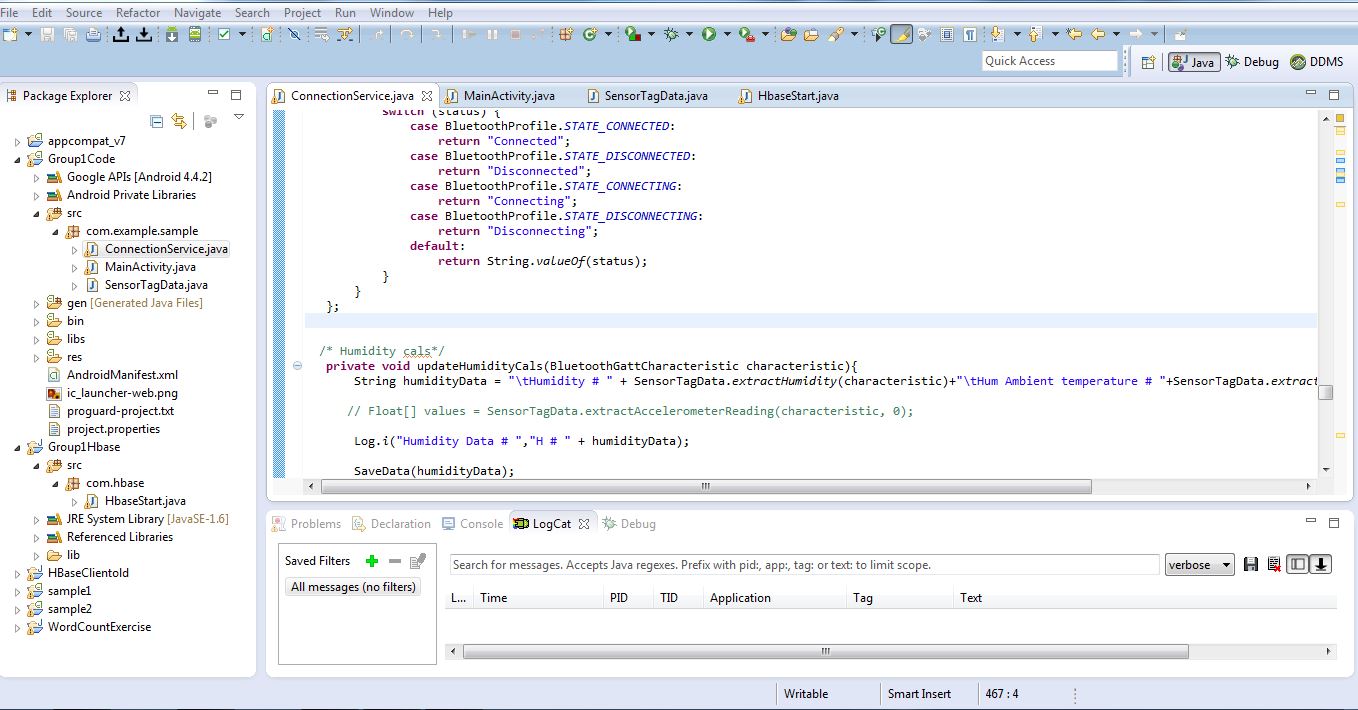 File Edit Source Refactor Navigate Search Project Run Window Help
Quick Access
Java Debug DDMS
Package Explorer
appcompat_v7
Group1Code
Google APIs [Android 4.4.2]
Android Private Libraries
src
com.example.sample
ConnectionService.java
MainActivity.java
SensorTagData.java
gen [Generated Java Files]
bin
libs
res
AndroidManifest.xml
ic_launcher-web.png
proguard-project.txt
project.properties
Group1Hbase
src
com.hbase
HbaseStart.java
JRE System Library [JavaSE-1.6]
Referenced Libraries
lib
HBaseClientold
sample1
sample2
WordCountExercise
ConnectionService.java MainActivity.java SensorTagData.java HbaseStart.java
switch (status) {
case BluetoothProfile.STATE_CONNECTED:
return "Connected";
case BluetoothProfile.STATE_DISCONNECTED:
return "Disconnected";
case BluetoothProfile.STATE_CONNECTING:
return "Connecting";
case BluetoothProfile.STATE_DISCONNECTING:
return "Disconnecting";
default:
return String.valueOf(status);
}
}
};
/* Humidity cals*/
private void updateHumidityCals(BluetoothGattCharacteristic characteristic){
String humidityData = "\tHumidity # " + SensorTagData.extractHumidity(characteristic)+"\tHum Ambient temperature # "+SensorTagData.extract
// Float[] values = SensorTagData.extractAccelerometerReading(characteristic, 0);
Log.i("Humidity Data # ","H # " + humidityData);
SaveData(humidityData);
Problems Declaration Console LogCat Debug
Saved Filters
All messages (no filters)
Search for messages. Accepts Java regexes. Prefix with pid:, app:, tag: or text: to limit scope.
verbose
L... Time PID TID Application Tag Text
Writable Smart Insert 467 : 4